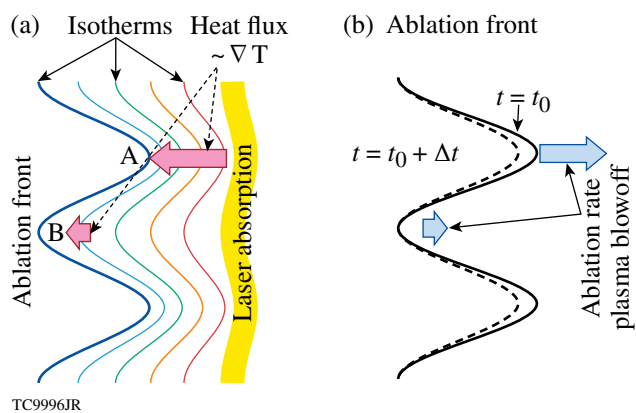 (a)
Isotherms
Heat flux
~ ∇ T
A
B
Ablation front
Laser absorption
(b) Ablation front
t = t0
t = t0 + Δt
Ablation rate
plasma blowoff
TC9996JR